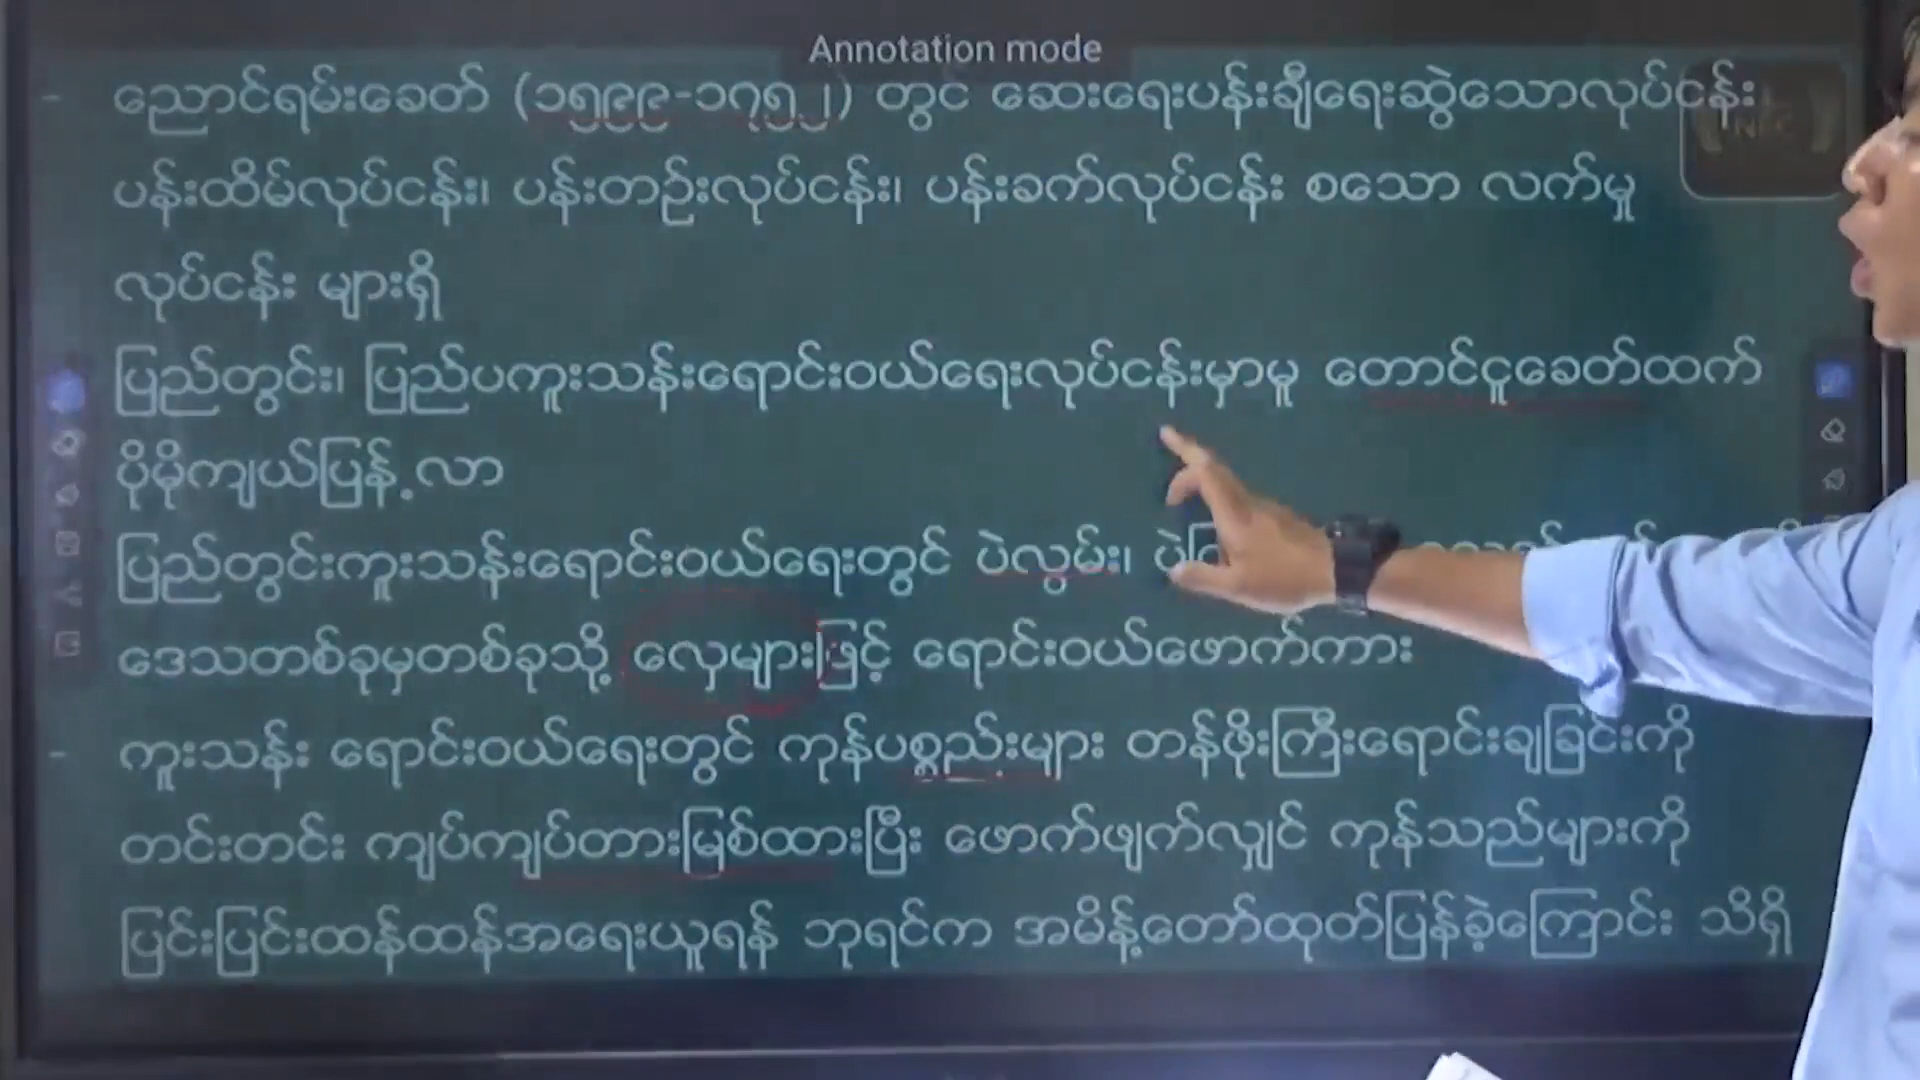 Annotation mode
- ညောင်ရမ်းခေတ် (၁၅၉၉-၁၇၅၂) တွင် ဆေးရေးပန်းချီရေးဆွဲသောလုပ်ငန်း၊
ပန်းထိမ်လုပ်ငန်း၊ ပန်းတဉ်းလုပ်ငန်း၊ ပန်းခက်လုပ်ငန်း စသော လက်မှု
လုပ်ငန်း များရှိ
ပြည်တွင်း၊ ပြည်ပကူးသန်းရောင်းဝယ်ရေးလုပ်ငန်းမှာမူ တောင်ငူခေတ်ထက်
ပိုမိုကျယ်ပြန့်လာ
ပြည်တွင်းကူးသန်းရောင်းဝယ်ရေးတွင် ပဲလွမ်း၊
ဒေသတစ်ခုမှတစ်ခုသို့ လှေများဖြင့် ရောင်းဝယ်ဖောက်ကား
- ကူးသန်း ရောင်းဝယ်ရေးတွင် ကုန်ပစ္စည်းများ တန်ဖိုးကြီးရောင်းချခြင်းကို
တင်းတင်း ကျပ်ကျပ်တားမြစ်ထားပြီး ဖောက်ဖျက်လျှင် ကုန်သည်များကို
ပြင်းပြင်းထန်ထန်အရေးယူရန် ဘုရင်က အမိန့်တော်ထုတ်ပြန်ခဲ့ကြောင်း သိရှိ